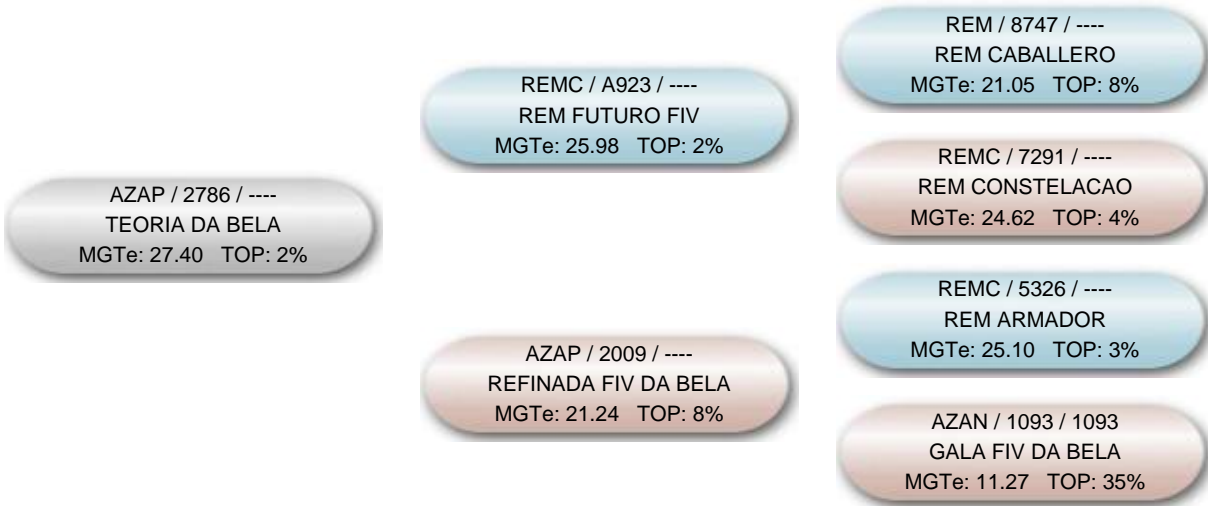 AZAP / 2786 / ----
TEORIA DA BELA
MGTe: 27.40 TOP: 2%
REMC / A923 / ----
REM FUTURO FIV
MGTe: 25.98 TOP: 2%
AZAP / 2009 / ----
REFINADA FIV DA BELA
MGTe: 21.24 TOP: 8%
REM / 8747 / ----
REM CABALLERO
MGTe: 21.05 TOP: 8%
REMC / 7291 / ----
REM CONSTELACAO
MGTe: 24.62 TOP: 4%
REMC / 5326 / ----
REM ARMADOR
MGTe: 25.10 TOP: 3%
AZAN / 1093 / 1093
GALA FIV DA BELA
MGTe: 11.27 TOP: 35%